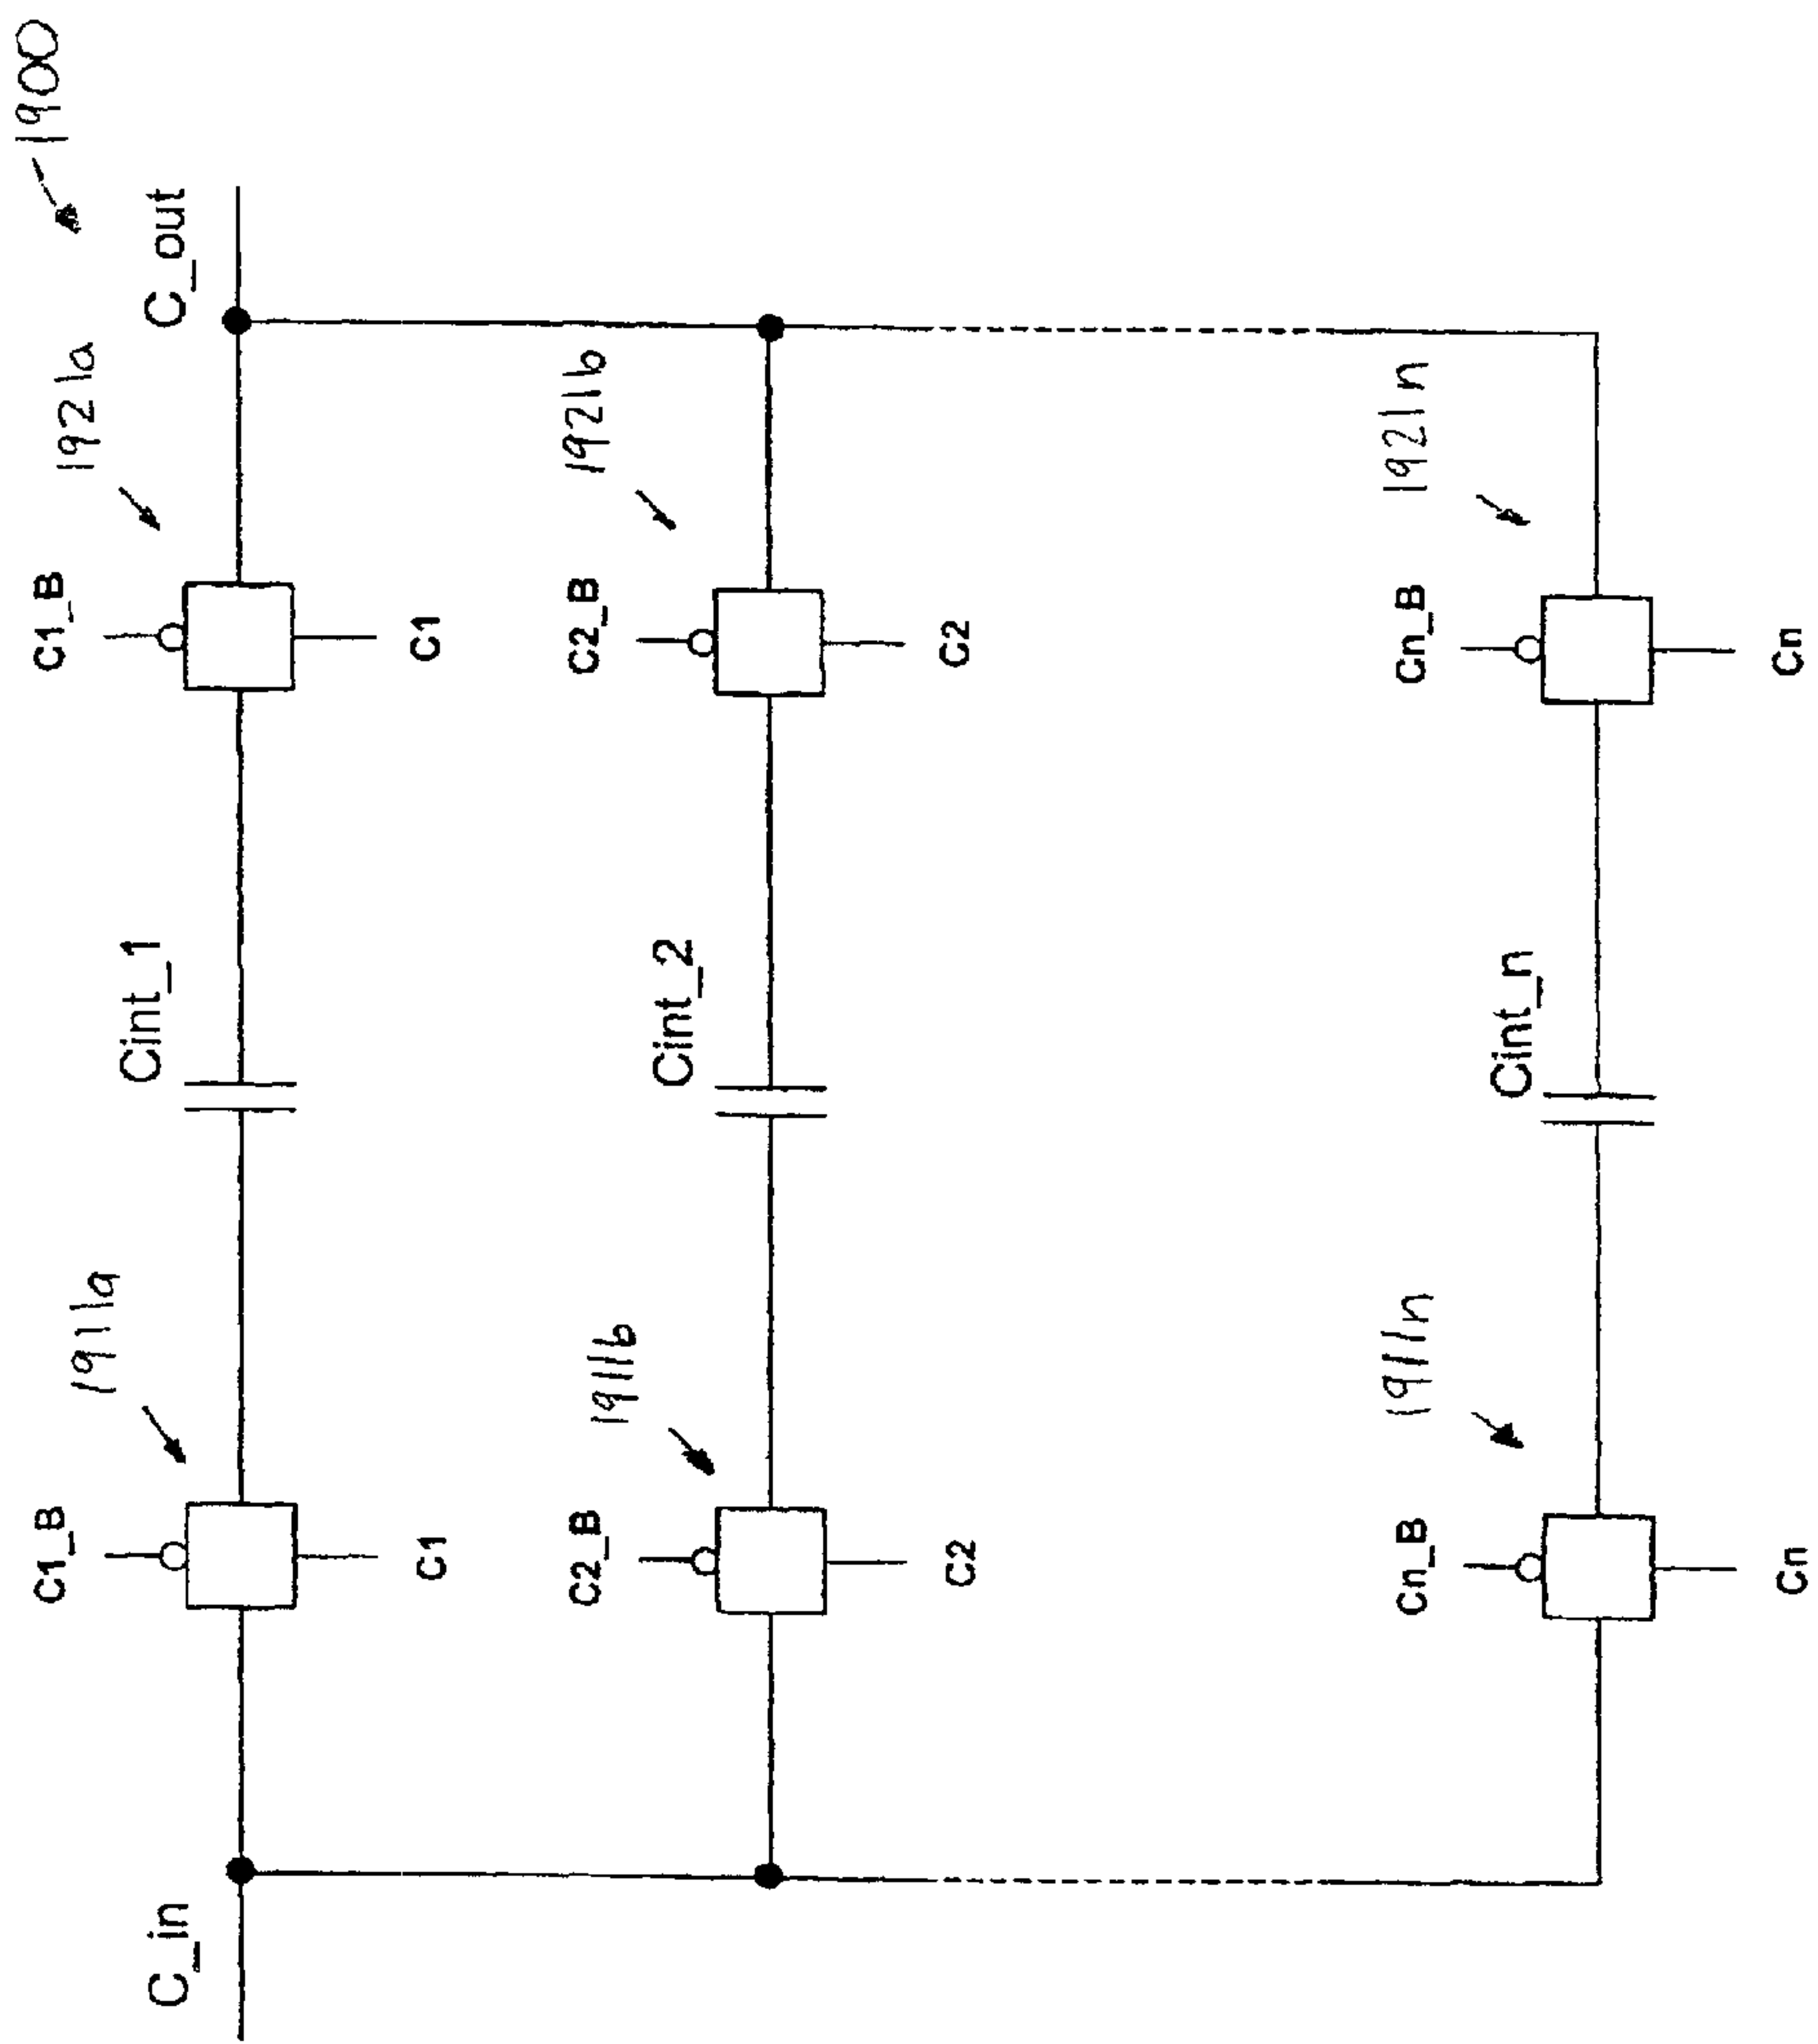 1900
C_in
C_out
C1_B
1911a
Cint_1
C1_B
1921a
C1
C1
C2_B
1911b
Cint_2
C2_B
1921b
C2
C2
Cn_B
1911n
Cint_n
Cn_B
1921n
Cn
Cn